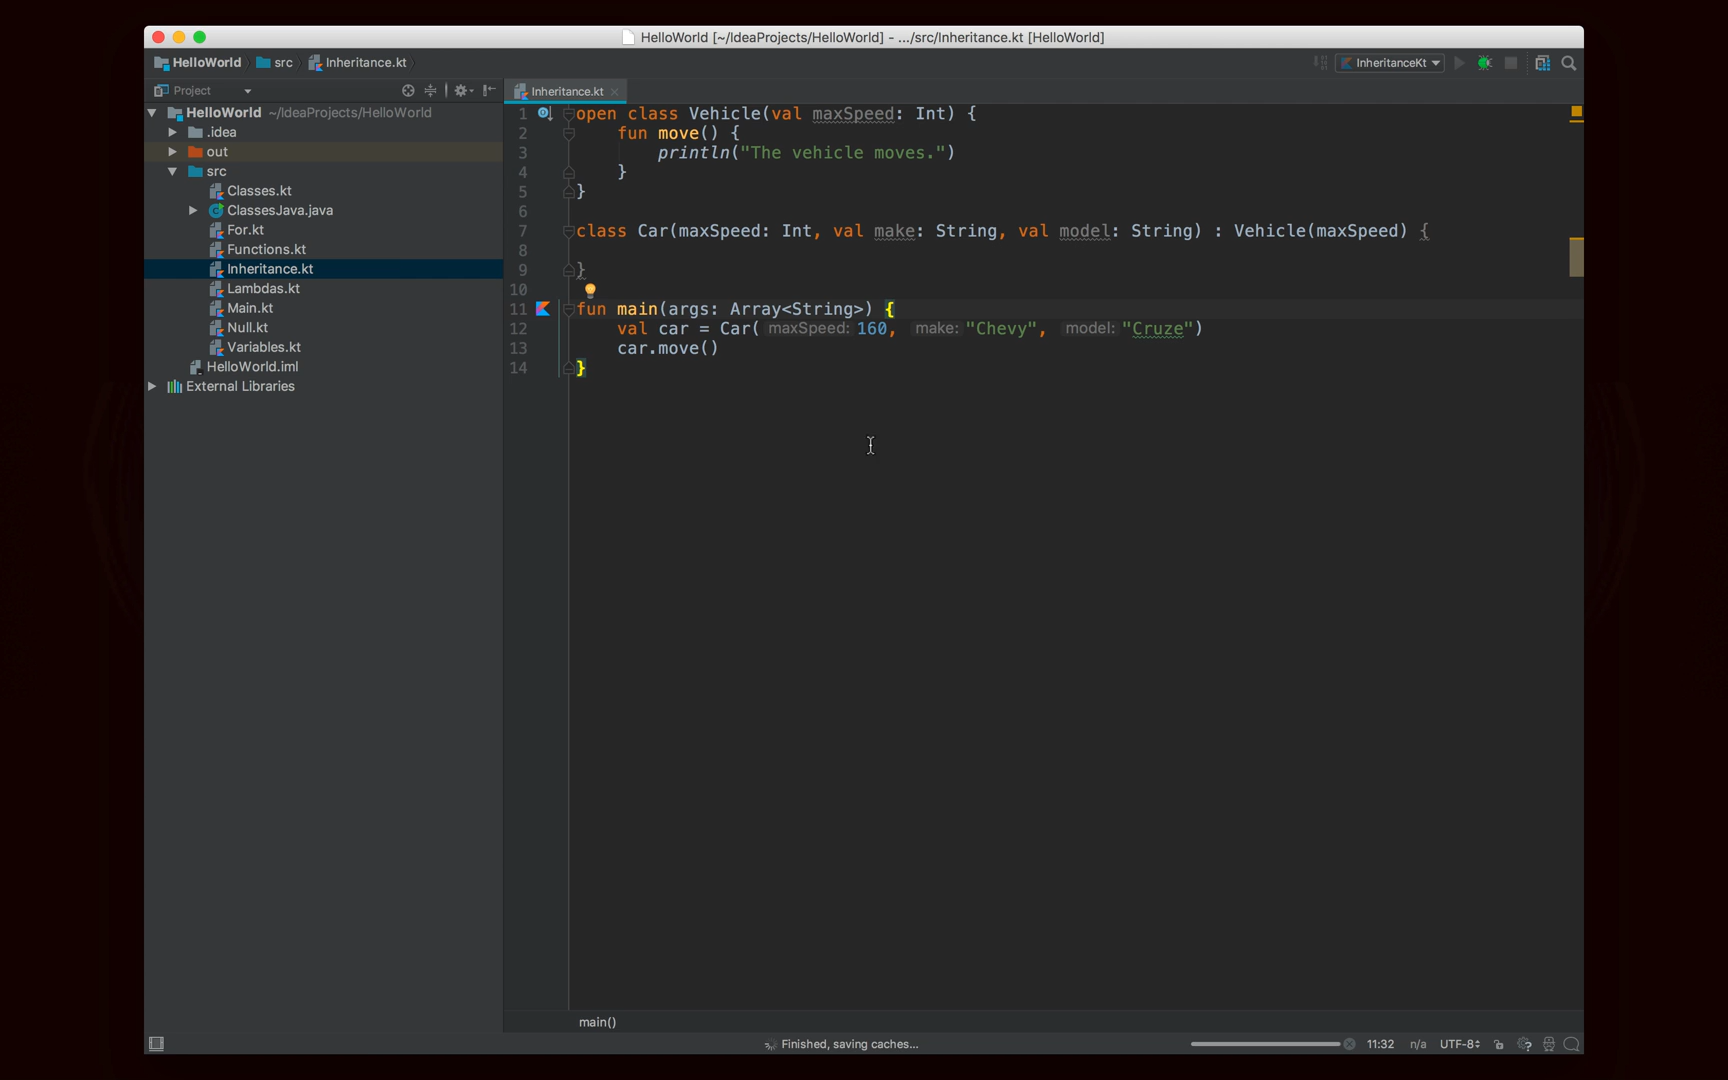 HelloWorld [~/IdeaProjects/HelloWorld] - .../src/Inheritance.kt [HelloWorld]
HelloWorld src Inheritance.kt InheritanceKt
Project Inheritance.kt
HelloWorld ~/IdeaProjects/HelloWorld
.idea
out
src
Classes.kt
ClassesJava.java
For.kt
Functions.kt
Inheritance.kt
Lambdas.kt
Main.kt
Null.kt
Variables.kt
HelloWorld.iml
External Libraries
1 open class Vehicle(val maxSpeed: Int) {
2 fun move() {
3 println("The vehicle moves.")
4 }
5 }
6
7 class Car(maxSpeed: Int, val make: String, val model: String) : Vehicle(maxSpeed) {
8
9 }
10
11 fun main(args: Array<String>) {
12 val car = Car( maxSpeed: 160, make: "Chevy", model: "Cruze")
13 car.move()
14 }
main()
Finished, saving caches... 11:32 n/a UTF-8